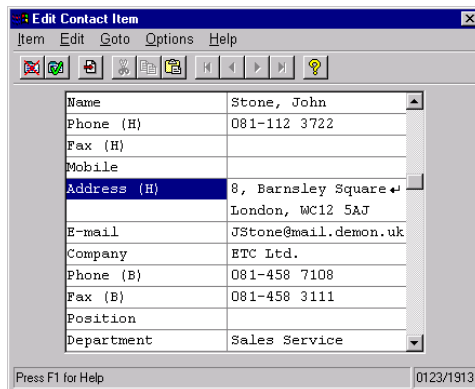 Edit Contact Item
Item Edit Goto Options Help
Name Stone, John
Phone (H) 081-112 3722
Fax (H)
Mobile
Address (H) 8, Barnsley Square↵
London, WC12 5AJ
E-mail JStone@mail.demon.uk
Company ETC Ltd.
Phone (B) 081-458 7108
Fax (B) 081-458 3111
Position
Department Sales Service
Press F1 for Help 0123/1913